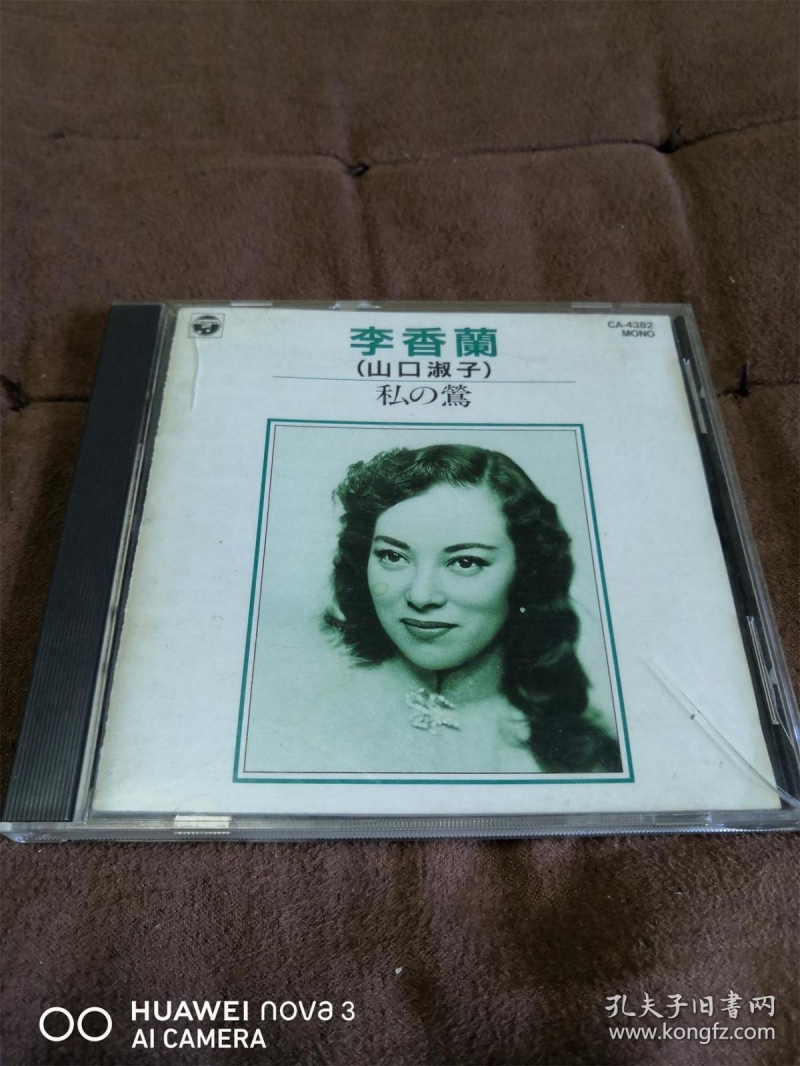 李香蘭
(山口淑子)
私の鶯
CA-4382
MONO
HUAWEI nova 3
AI CAMERA
孔夫子旧書网
www.kongfz.com